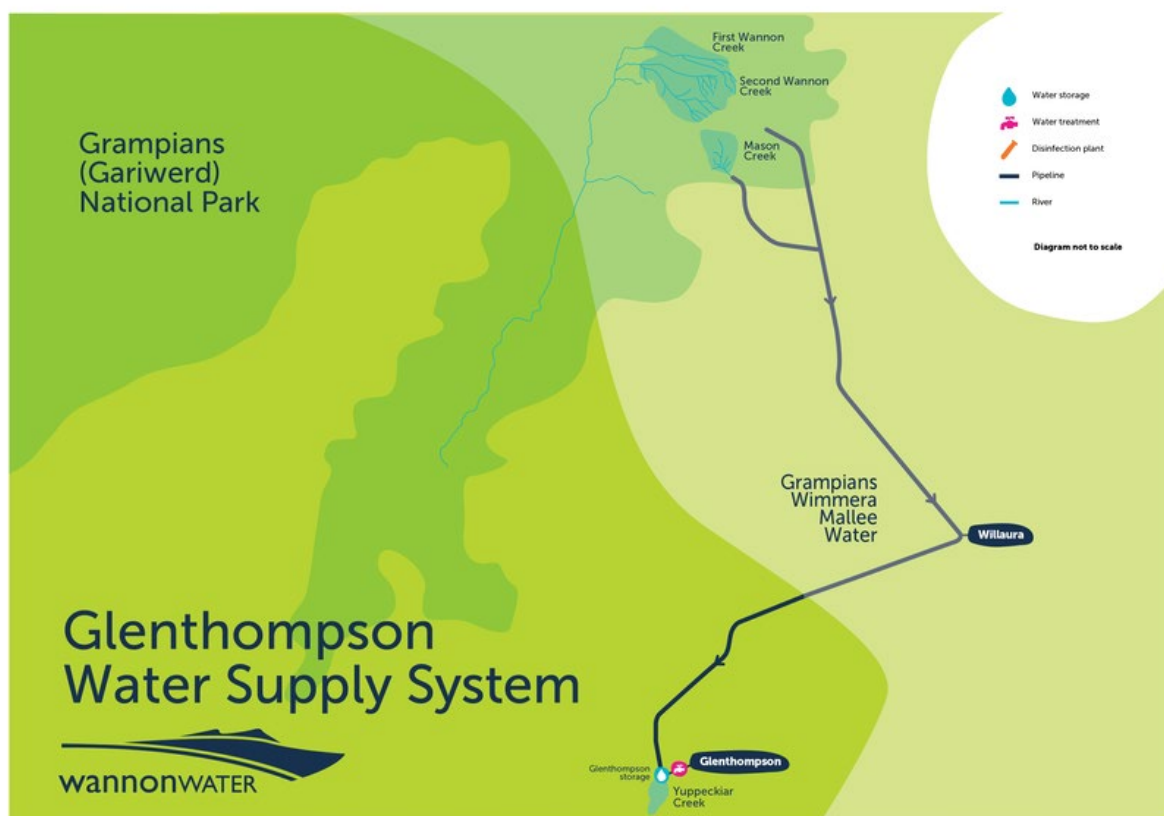 First Wannon
Creek
Second Wannon
Creek
Mason
Creek
Grampians
(Gariwerd)
National Park
Water storage
Water treatment
Disinfection plant
Pipeline
River
Diagram not to scale
Grampians
Wimmera
Mallee
Water
Willaura
Glenthompson
Water Supply System
wannonWATER
Glenthompson
storage
Glenthompson
Yuppeckiar
Creek